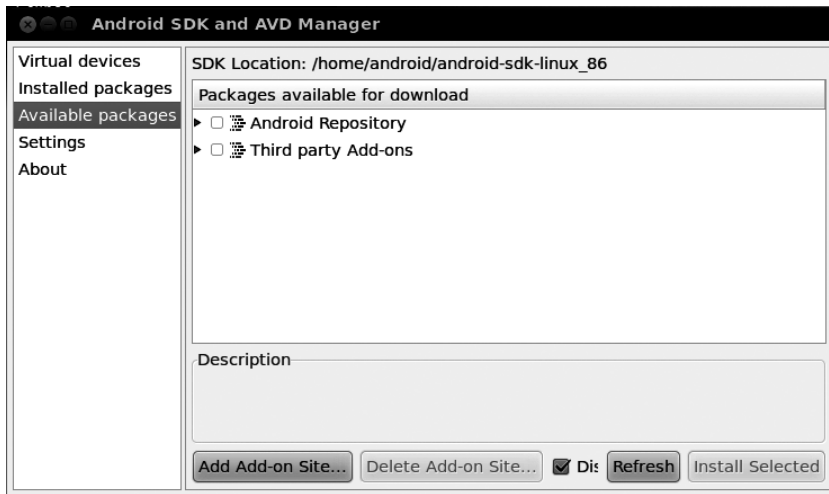 Android SDK and AVD Manager
Virtual devices
Installed packages
Available packages
Settings
About
SDK Location: /home/android/android-sdk-linux_86
Packages available for download
Android Repository
Third party Add-ons
Description
Add Add-on Site...
Delete Add-on Site...
Dis
Refresh
Install Selected